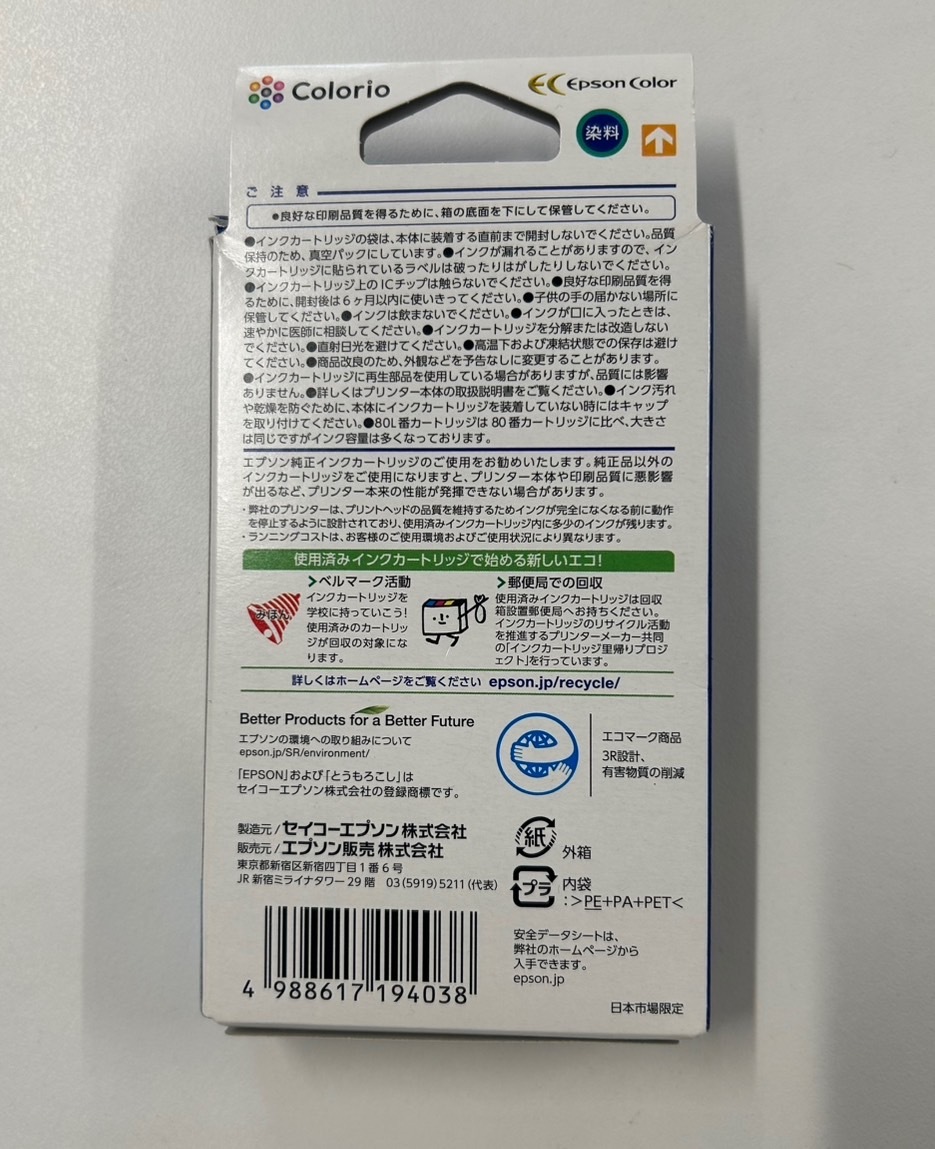 Colorio
EPSON COLOR
染料
ご注意
●良好な印刷品質を得るために、箱の底面を下にして保管してください。
●インクカートリッジの袋は、本体に装着する直前まで開封しないでください。品質
保持のため、真空パックにしています。●インクが漏れることがありますので、イン
クカートリッジに貼られているラベルは破ったりはがしたりしないでください。
●インクカートリッジ上のICチップは触らないでください。●良好な印刷品質を得
るために、開封後は6ヶ月以内に使いきってください。●子供の手の届かない場所に
保管してください。●インクは飲まないでください。●インクが口に入ったときは、
速やかに医師に相談してください。●インクカートリッジを分解または改造しない
でください。●直射日光を避けてください。●高温下および凍結状態での保存は避け
てください。●商品改良のため、外観などを予告なしに変更することがあります。
●インクカートリッジに再生部品を使用している場合がありますが、品質には影響
ありません。●詳しくはプリンター本体の取扱説明書をご覧ください。●インク汚れ
や乾燥を防ぐために、本体にインクカートリッジを装着していない時にはキャップ
を取り付けてください。●80L番カートリッジは80番カートリッジに比べ、大きさ
は同じですがインク容量は多くなっております。
エプソン純正インクカートリッジのご使用をお勧めいたします。純正品以外の
インクカートリッジをご使用になりますと、プリンター本体や印刷品質に悪影響
が出るなど、プリンター本来の性能が発揮できない場合があります。
・弊社のプリンターは、プリントヘッドの品質を維持するためインクが完全になくなる前に動作
を停止するように設計されており、使用済みインクカートリッジ内に多少のインクが残ります。
・ランニングコストは、お客様のご使用環境およびご使用状況により異なります。
使用済みインクカートリッジで始める新しいエコ!
ベルマーク活動
みほん
インクカートリッジを
学校に持っていこう!
使用済みのカートリッ
ジが回収の対象にな
ります。
郵便局での回収
使用済みインクカートリッジは回収
箱設置郵便局へお持ちください。
インクカートリッジのリサイクル活動
を推進するプリンターメーカー共同
の「インクカートリッジ里帰りプロジ
ェクト」を行っています。
詳しくはホームページをご覧ください epson.jp/recycle/
Better Products for a Better Future
エプソンの環境への取り組みについて
epson.jp/SR/environment/
「EPSON」および「とうもろこし」は
セイコーエプソン株式会社の登録商標です。
エコマーク商品
3R設計、
有害物質の削減
製造元/セイコーエプソン株式会社
販売元/エプソン販売株式会社
東京都新宿区新宿四丁目1番6号
JR新宿ミライナタワー29階 03(5919)5211(代表)
紙
外箱
プラ
内袋
:>PE+PA+PET<
安全データシートは、
弊社のホームページから
入手できます。
epson.jp
4 988617 194038
日本市場限定